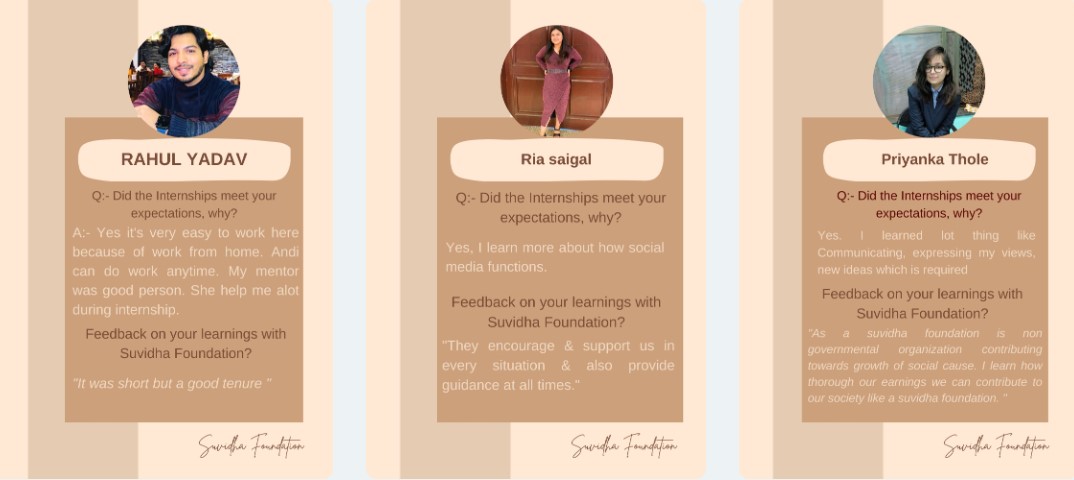 RAHUL YADAV
Q:- Did the Internships meet your
expectations, why?
A:- Yes it's very easy to work here
because of work from home. Andi
can do work anytime. My mentor
was good person. She help me alot
during internship.
Feedback on your learnings with
Suvidha Foundation?
"It was short but a good tenure "
Suvidha Foundation
Ria saigal
Q:- Did the Internships meet your
expectations, why?
Yes, I learn more about how social
media functions.
Feedback on your learnings with
Suvidha Foundation?
"They encourage & support us in
every situation & also provide
guidance at all times."
Suvidha Foundation
Priyanka Thole
Q:- Did the Internships meet your
expectations, why?
Yes. I learned lot thing like
Communicating, expressing my views,
new ideas which is required
Feedback on your learnings with
Suvidha Foundation?
"As a suvidha foundation is non
governmental organization contributing
towards growth of social cause. I learn how
thorough our earnings we can contribute to
our society like a suvidha foundation. "
Suvidha Foundation